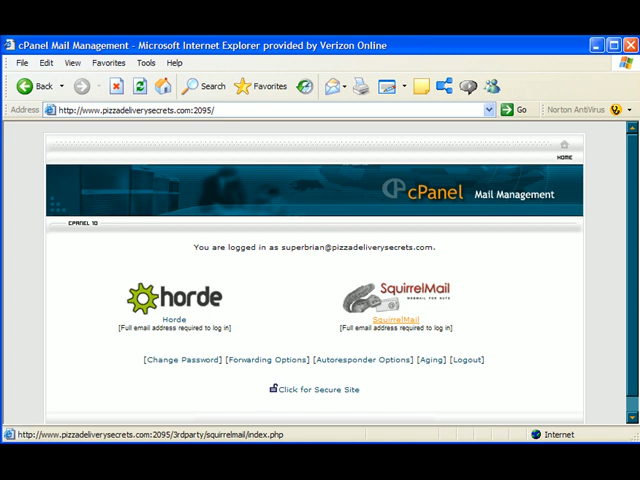 cPanel Mail Management - Microsoft Internet Explorer provided by Verizon Online
File Edit View Favorites Tools Help
Back Search Favorites
Address http://www.pizzadeliverysecrets.com:2095/ Go Norton AntiVirus
HOME
cPanel Mail Management
CPANEL 10
You are logged in as superbrian@pizzadeliverysecrets.com.
horde SquirrelMail
WEBMAIL FOR NUTS
Horde SquirrelMail
[Full email address required to log in] [Full email address required to log in]
[Change Password] [Forwarding Options] [Autoresponder Options] [Aging] [Logout]
Click for Secure Site
http://www.pizzadeliverysecrets.com:2095/3rdparty/squirrelmail/index.php Internet